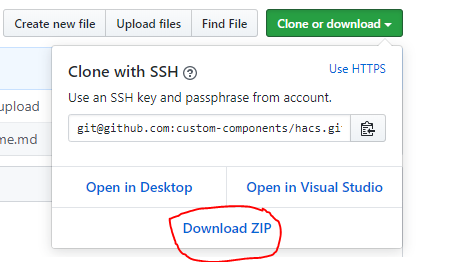 Create new file Upload files Find File Clone or download
Clone with SSH Use HTTPS
Use an SSH key and passphrase from account.
upload
git@github.com:custom-components/hacs.gi
me.md
Open in Desktop Open in Visual Studio
Download ZIP